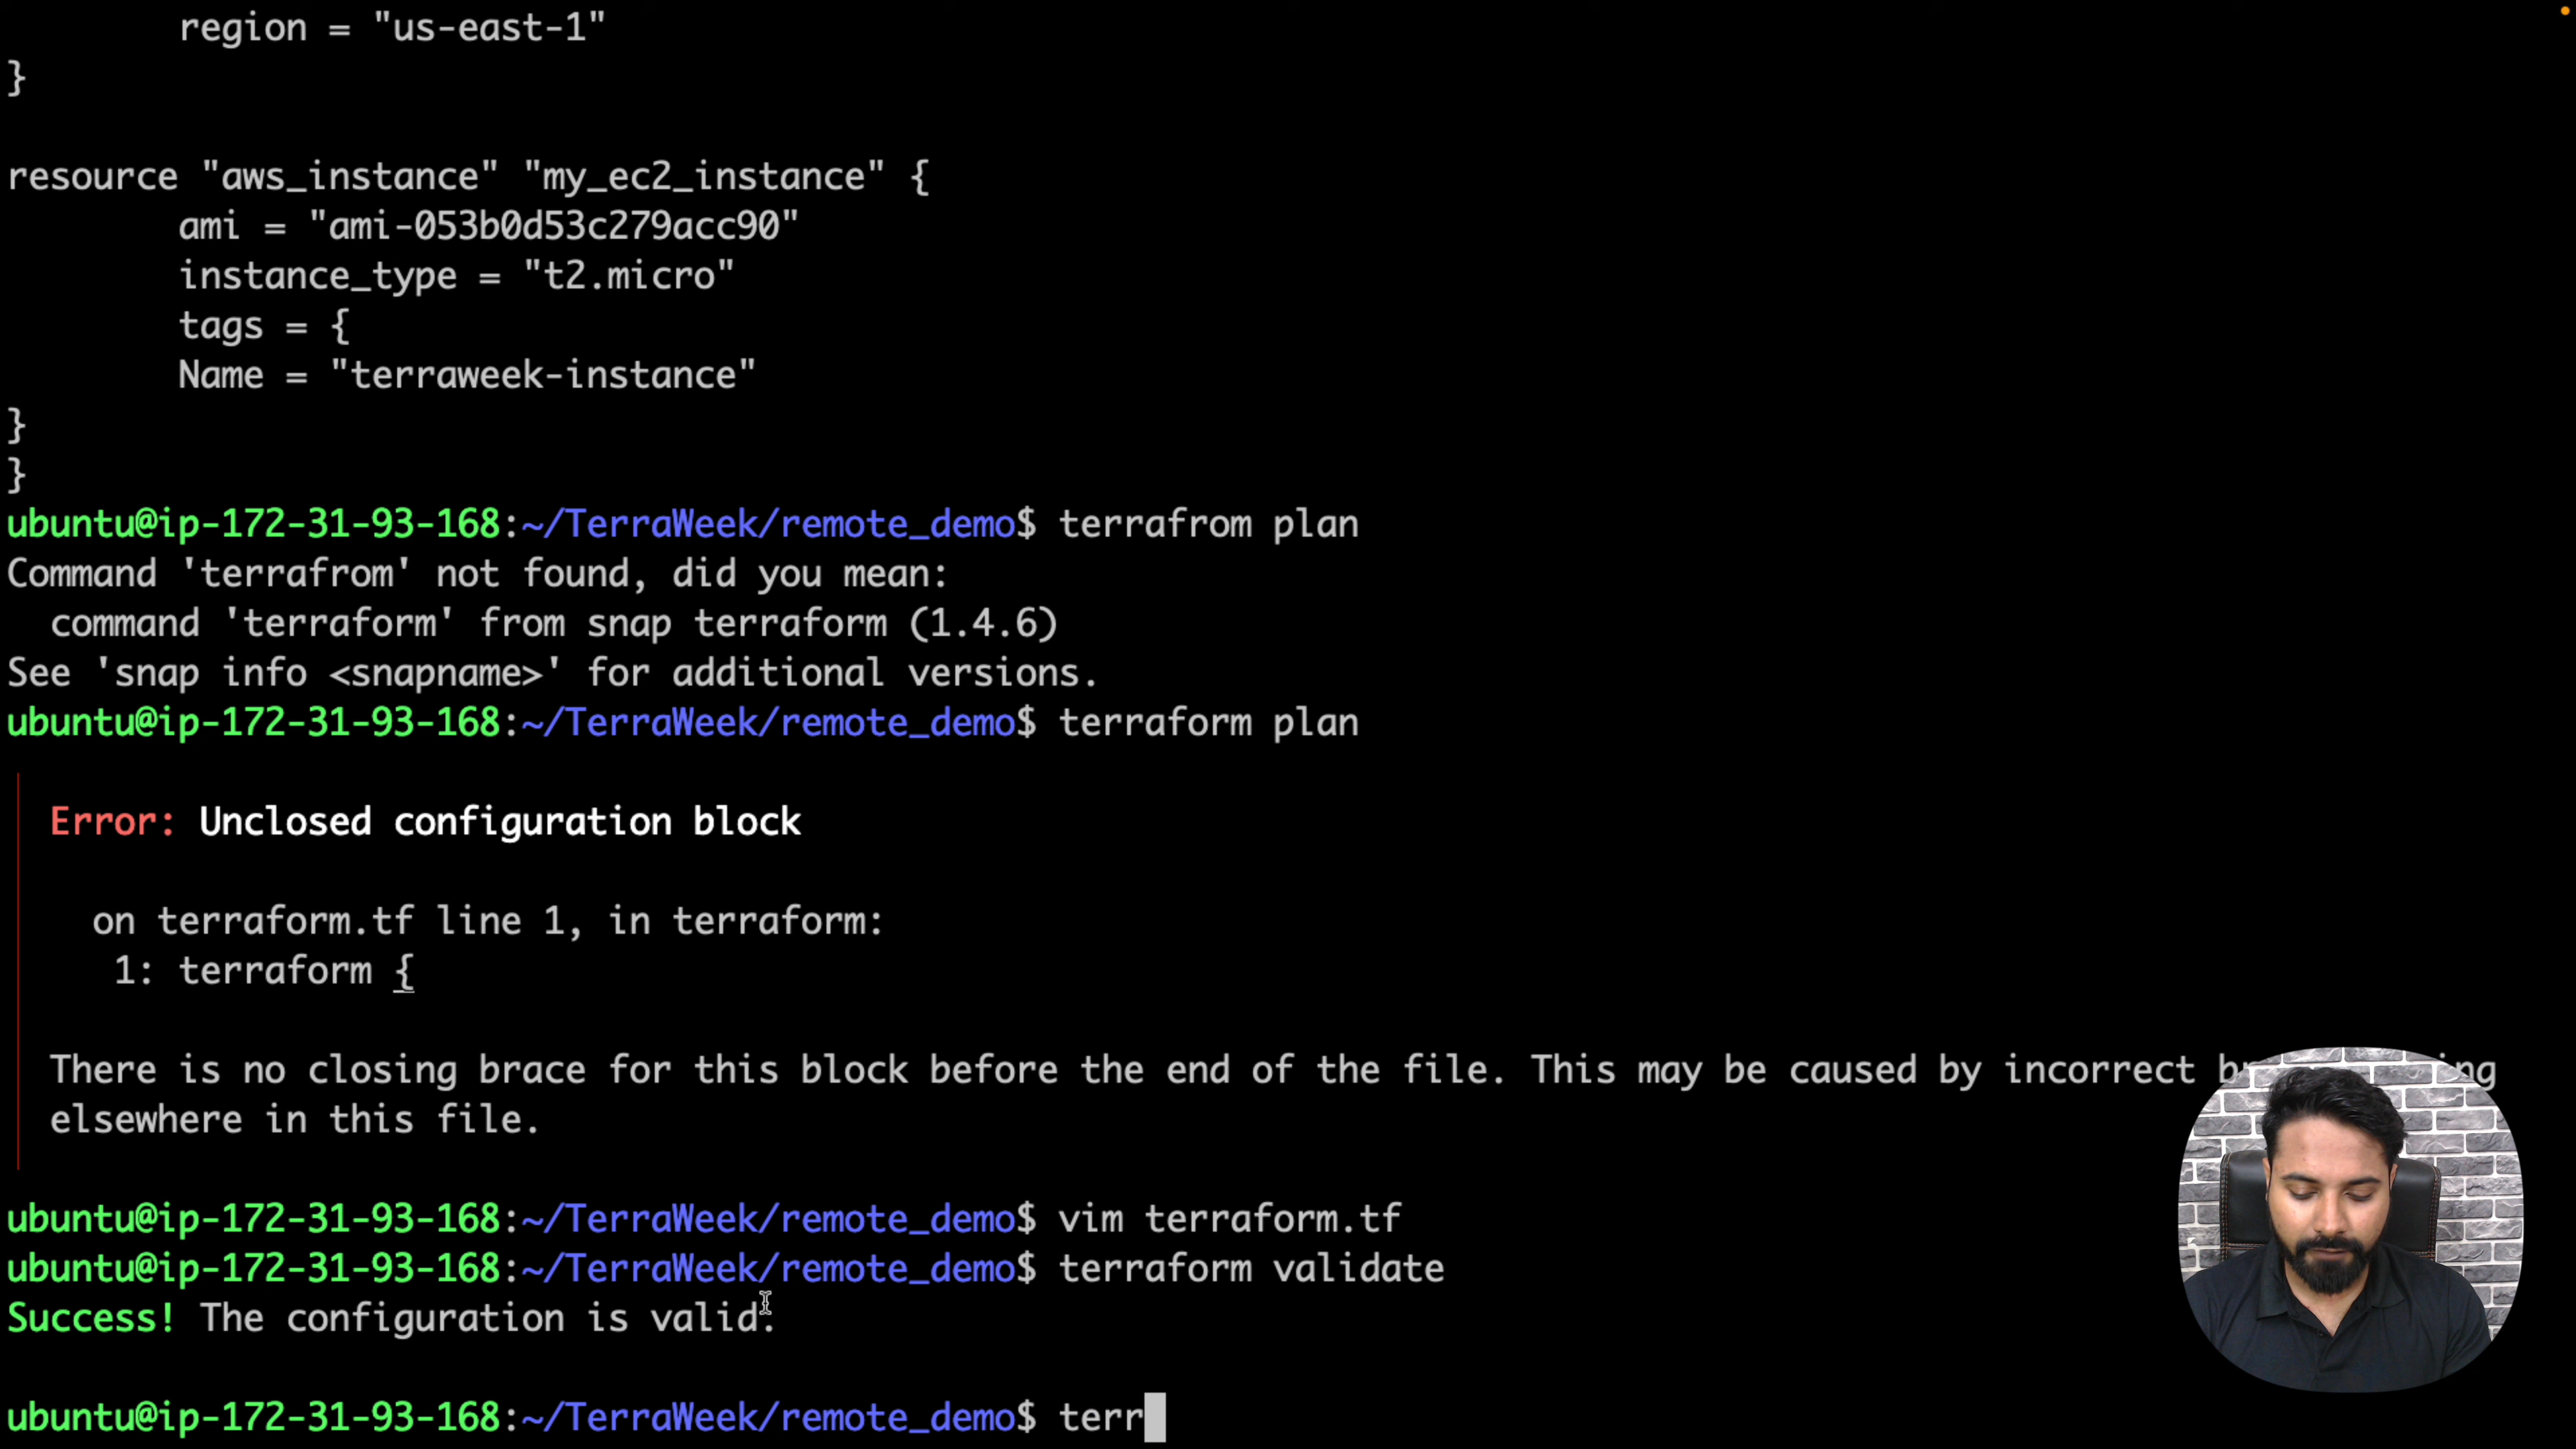 region = "us-east-1"
}
resource "aws_instance" "my_ec2_instance" {
ami = "ami-053b0d53c279acc90"
instance_type = "t2.micro"
tags = {
Name = "terraweek-instance"
}
}
ubuntu@ip-172-31-93-168:~/TerraWeek/remote_demo$ terrafrom plan
Command 'terrafrom' not found, did you mean:
command 'terraform' from snap terraform (1.4.6)
See 'snap info <snapname>' for additional versions.
ubuntu@ip-172-31-93-168:~/TerraWeek/remote_demo$ terraform plan
Error: Unclosed configuration block
on terraform.tf line 1, in terraform:
1: terraform {
There is no closing brace for this block before the end of the file. This may be caused by incorrect
elsewhere in this file.
ubuntu@ip-172-31-93-168:~/TerraWeek/remote_demo$ vim terraform.tf
ubuntu@ip-172-31-93-168:~/TerraWeek/remote_demo$ terraform validate
Success! The configuration is valid.
ubuntu@ip-172-31-93-168:~/TerraWeek/remote_demo$ terr